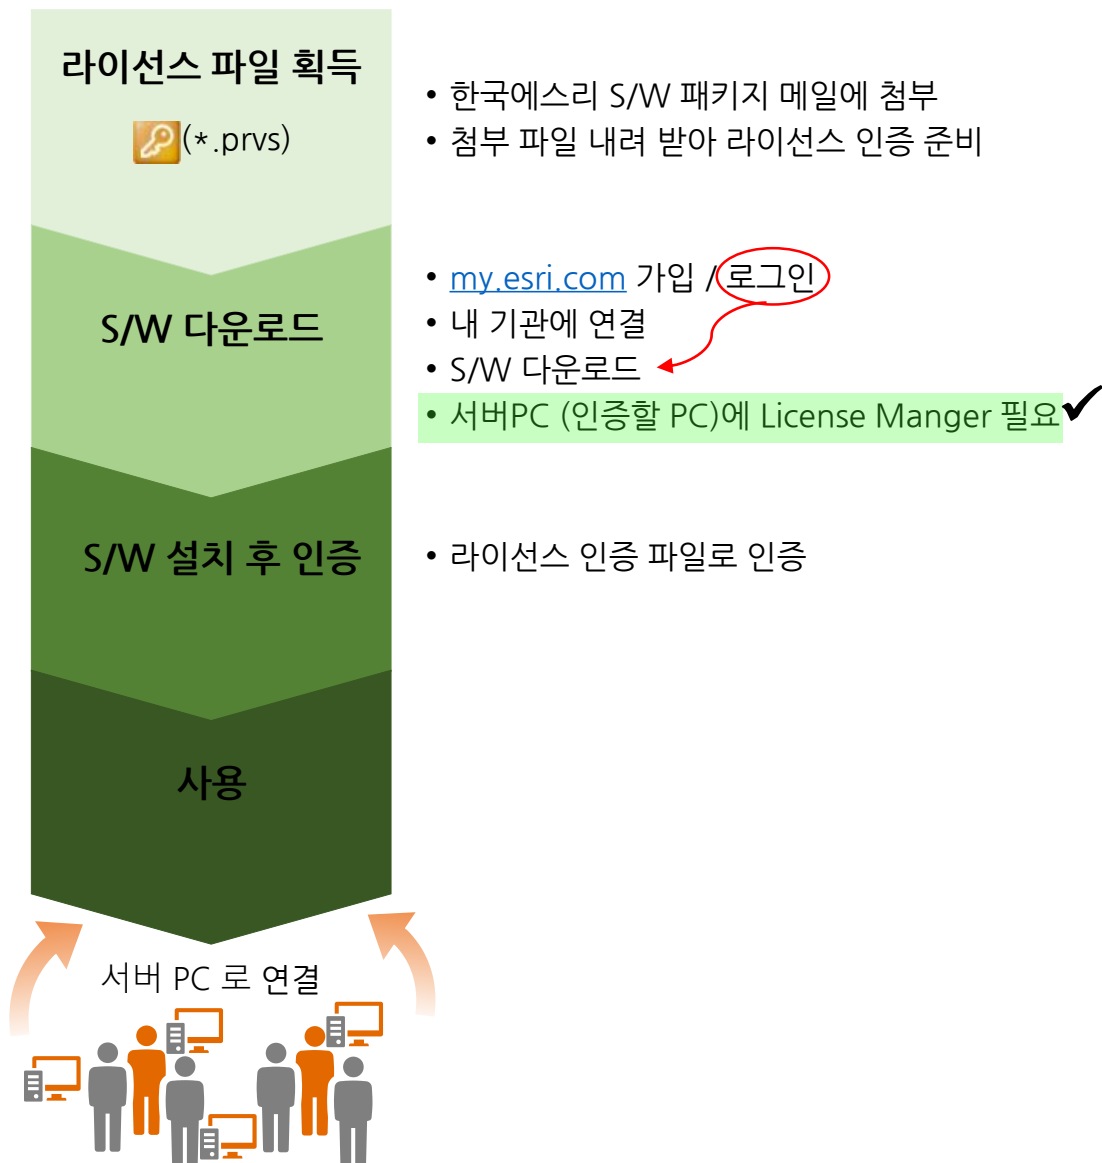 라이선스 파일 획득
(*.prvs)
• 한국에스리 S/W 패키지 메일에 첨부
• 첨부 파일 내려 받아 라이선스 인증 준비
S/W 다운로드
• my.esri.com 가입 / 로그인
• 내 기관에 연결
• S/W 다운로드
• 서버PC (인증할 PC)에 License Manger 필요
S/W 설치 후 인증
• 라이선스 인증 파일로 인증
사용
서버 PC 로 연결